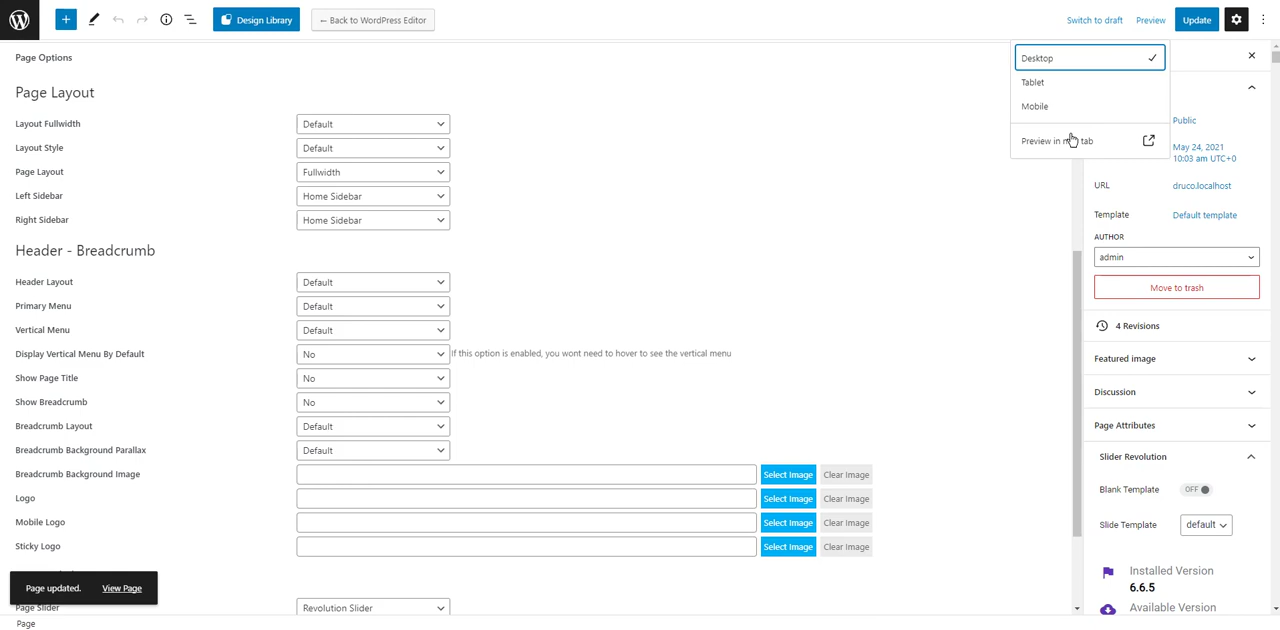 Design Library
← Back to WordPress Editor
Switch to draft
Preview
Update
Desktop
Tablet
Mobile
Preview in tab
Page Options
Page Layout
Layout Fullwidth
Default
Layout Style
Default
Page Layout
Fullwidth
Left Sidebar
Home Sidebar
Right Sidebar
Home Sidebar
Header - Breadcrumb
Header Layout
Default
Primary Menu
Default
Vertical Menu
Default
Display Vertical Menu By Default
No
If this option is enabled, you wont need to hover to see the vertical menu
Show Page Title
No
Show Breadcrumb
No
Breadcrumb Layout
Default
Breadcrumb Background Parallax
Default
Breadcrumb Background Image
Select Image
Clear Image
Logo
Select Image
Clear Image
Mobile Logo
Select Image
Clear Image
Sticky Logo
Select Image
Clear Image
Page updated.
View Page
Page Slider
Revolution Slider
Page
Public
May 24, 2021
10:03 am UTC+0
URL
druco.localhost
Template
Default template
AUTHOR
admin
Move to trash
4 Revisions
Featured image
Discussion
Page Attributes
Slider Revolution
Blank Template
OFF
Slide Template
default
Installed Version
6.6.5
Available Version